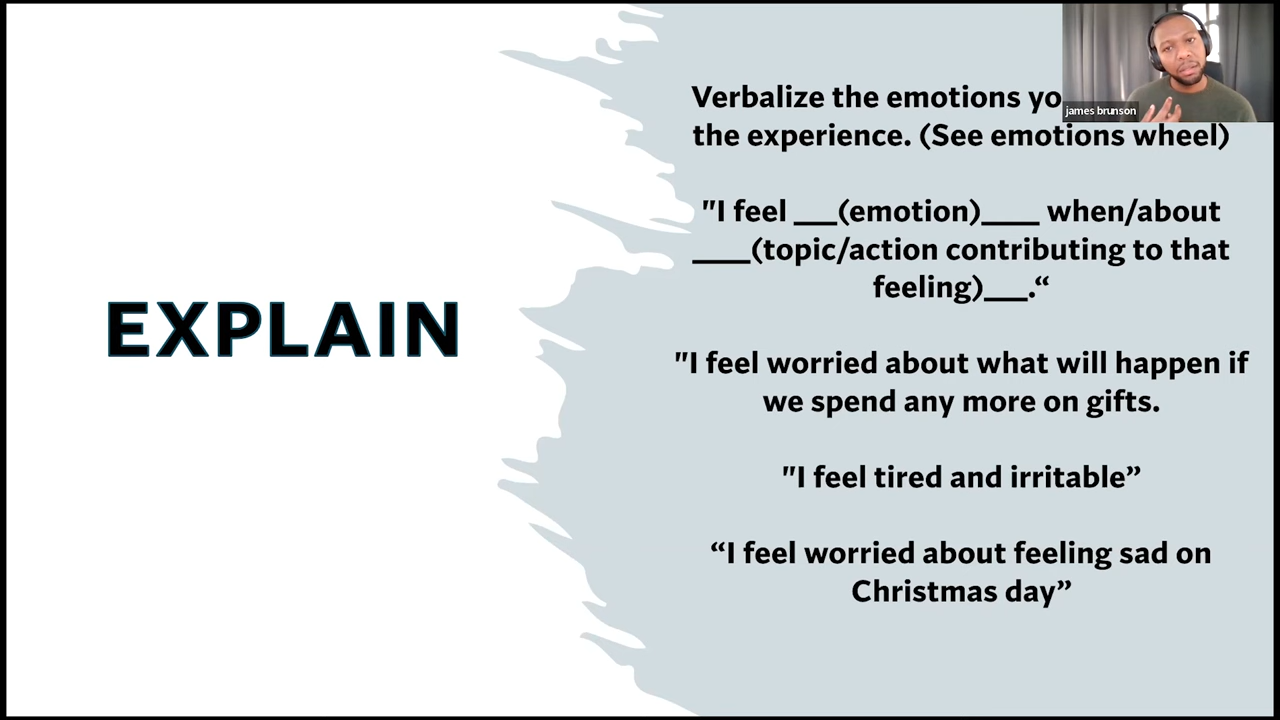 EXPLAIN
Verbalize the emotions
the experience. (See emotions wheel)
"I feel ___(emotion)____ when/about
____(topic/action contributing to that
feeling)___.“
"I feel worried about what will happen if
we spend any more on gifts.
"I feel tired and irritable”
“I feel worried about feeling sad on
Christmas day”
james brunson